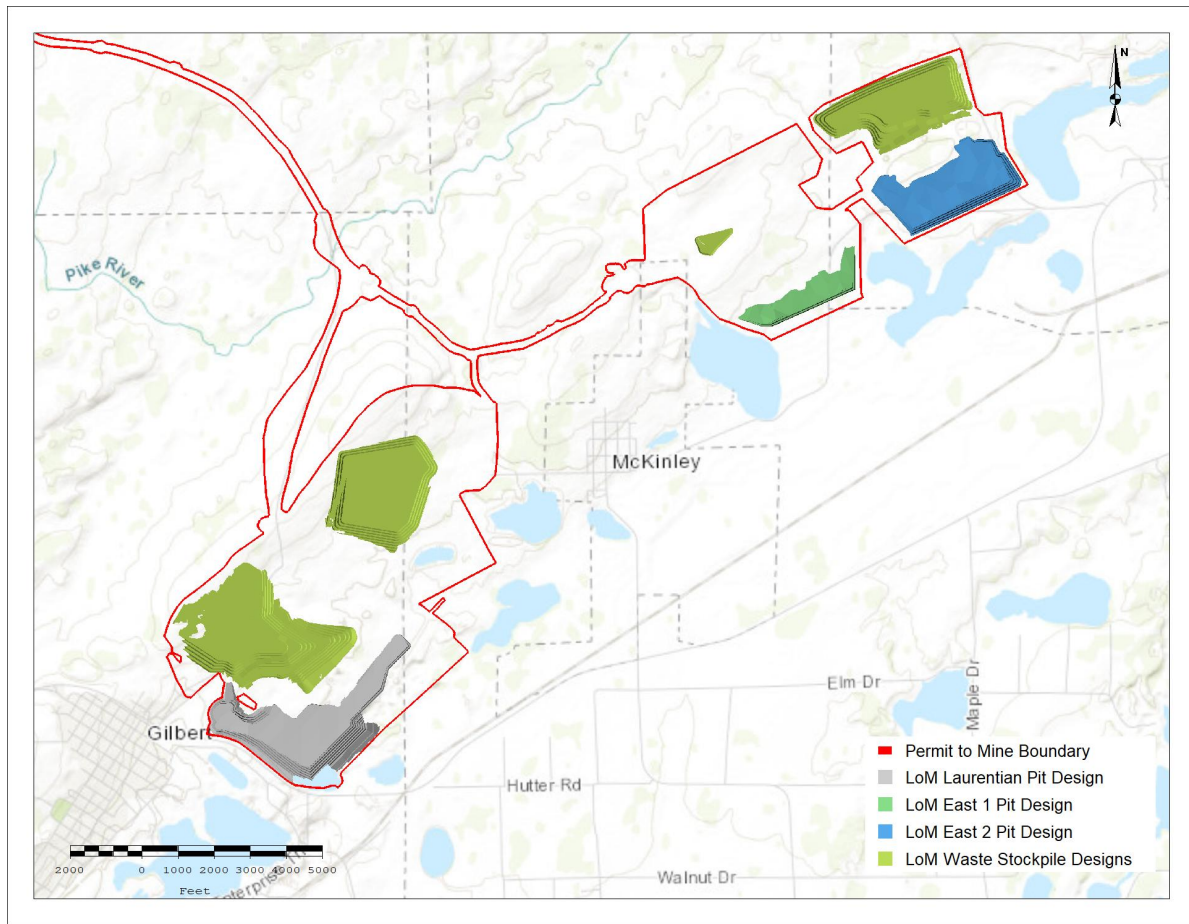 N
Pike River
McKinley
Elm Dr
Maple Dr
Gilbert
Hutter Rd
Walnut Dr
Permit to Mine Boundary
LoM Laurentian Pit Design
LoM East 1 Pit Design
LoM East 2 Pit Design
LoM Waste Stockpile Designs
2000 0 1000 2000 3000 4000 5000
Feet